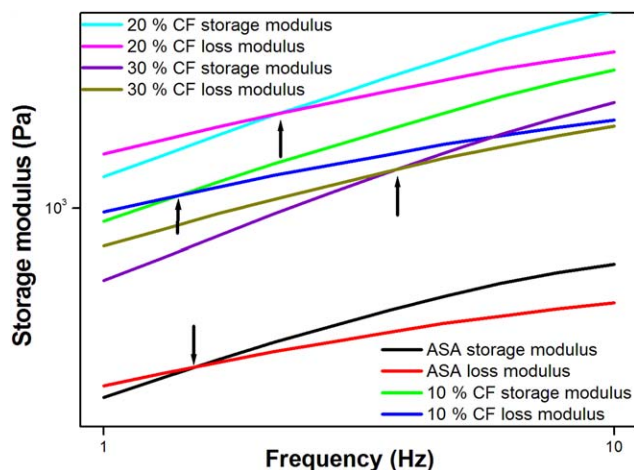 20 % CF storage modulus
20 % CF loss modulus
30 % CF storage modulus
30 % CF loss modulus
Storage modulus (Pa)
10³
ASA storage modulus
ASA loss modulus
10 % CF storage modulus
10 % CF loss modulus
1
10
Frequency (Hz)